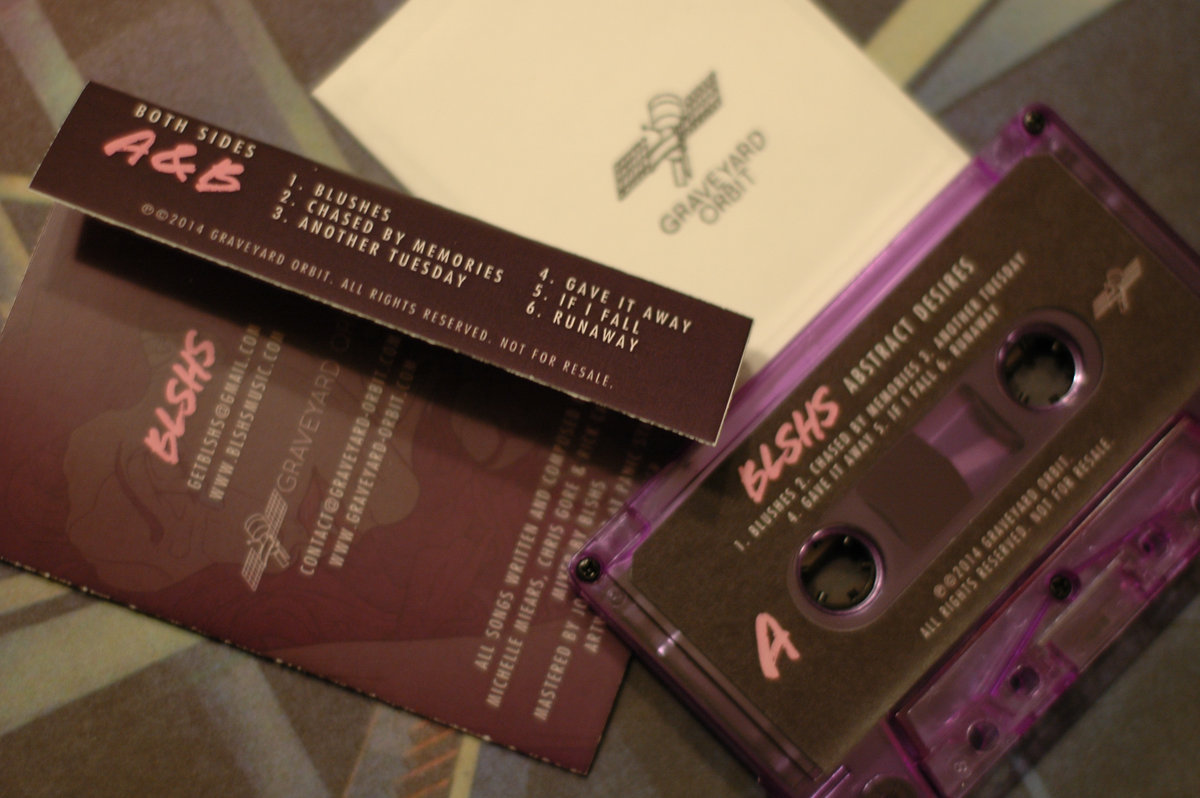 BOTH SIDES
A&B
1. BLUSHES
2. CHASED BY MEMORIES
3. ANOTHER TUESDAY
4. GAVE IT AWAY
5. IF I FALL
6. RUNAWAY
℗©2014 GRAVEYARD ORBIT. ALL RIGHTS RESERVED. NOT FOR RESALE.
GRAVEYARD
ORBIT
BLSHS
GETBLSHS@GMAIL.COM
WWW.BLSHSMUSIC.COM
GRAVEYARD
CONTACT@GRAVEYARD-ORBIT.COM
WWW.GRAVEYARD-ORBIT.COM
ALL SONGS WRITTEN AND COMPOSED
MICHELLE MIEARS, CHRIS GORE &
BLSHS
MASTERED BY
BLSHS ABSTRACT DESIRES
1. BLUSHES 2. CHASED BY MEMORIES 3. ANOTHER TUESDAY
4. GAVE IT AWAY 5. IF I FALL 6. RUNAWAY
A
℗©2014 GRAVEYARD ORBIT.
ALL RIGHTS RESERVED. NOT FOR RESALE.